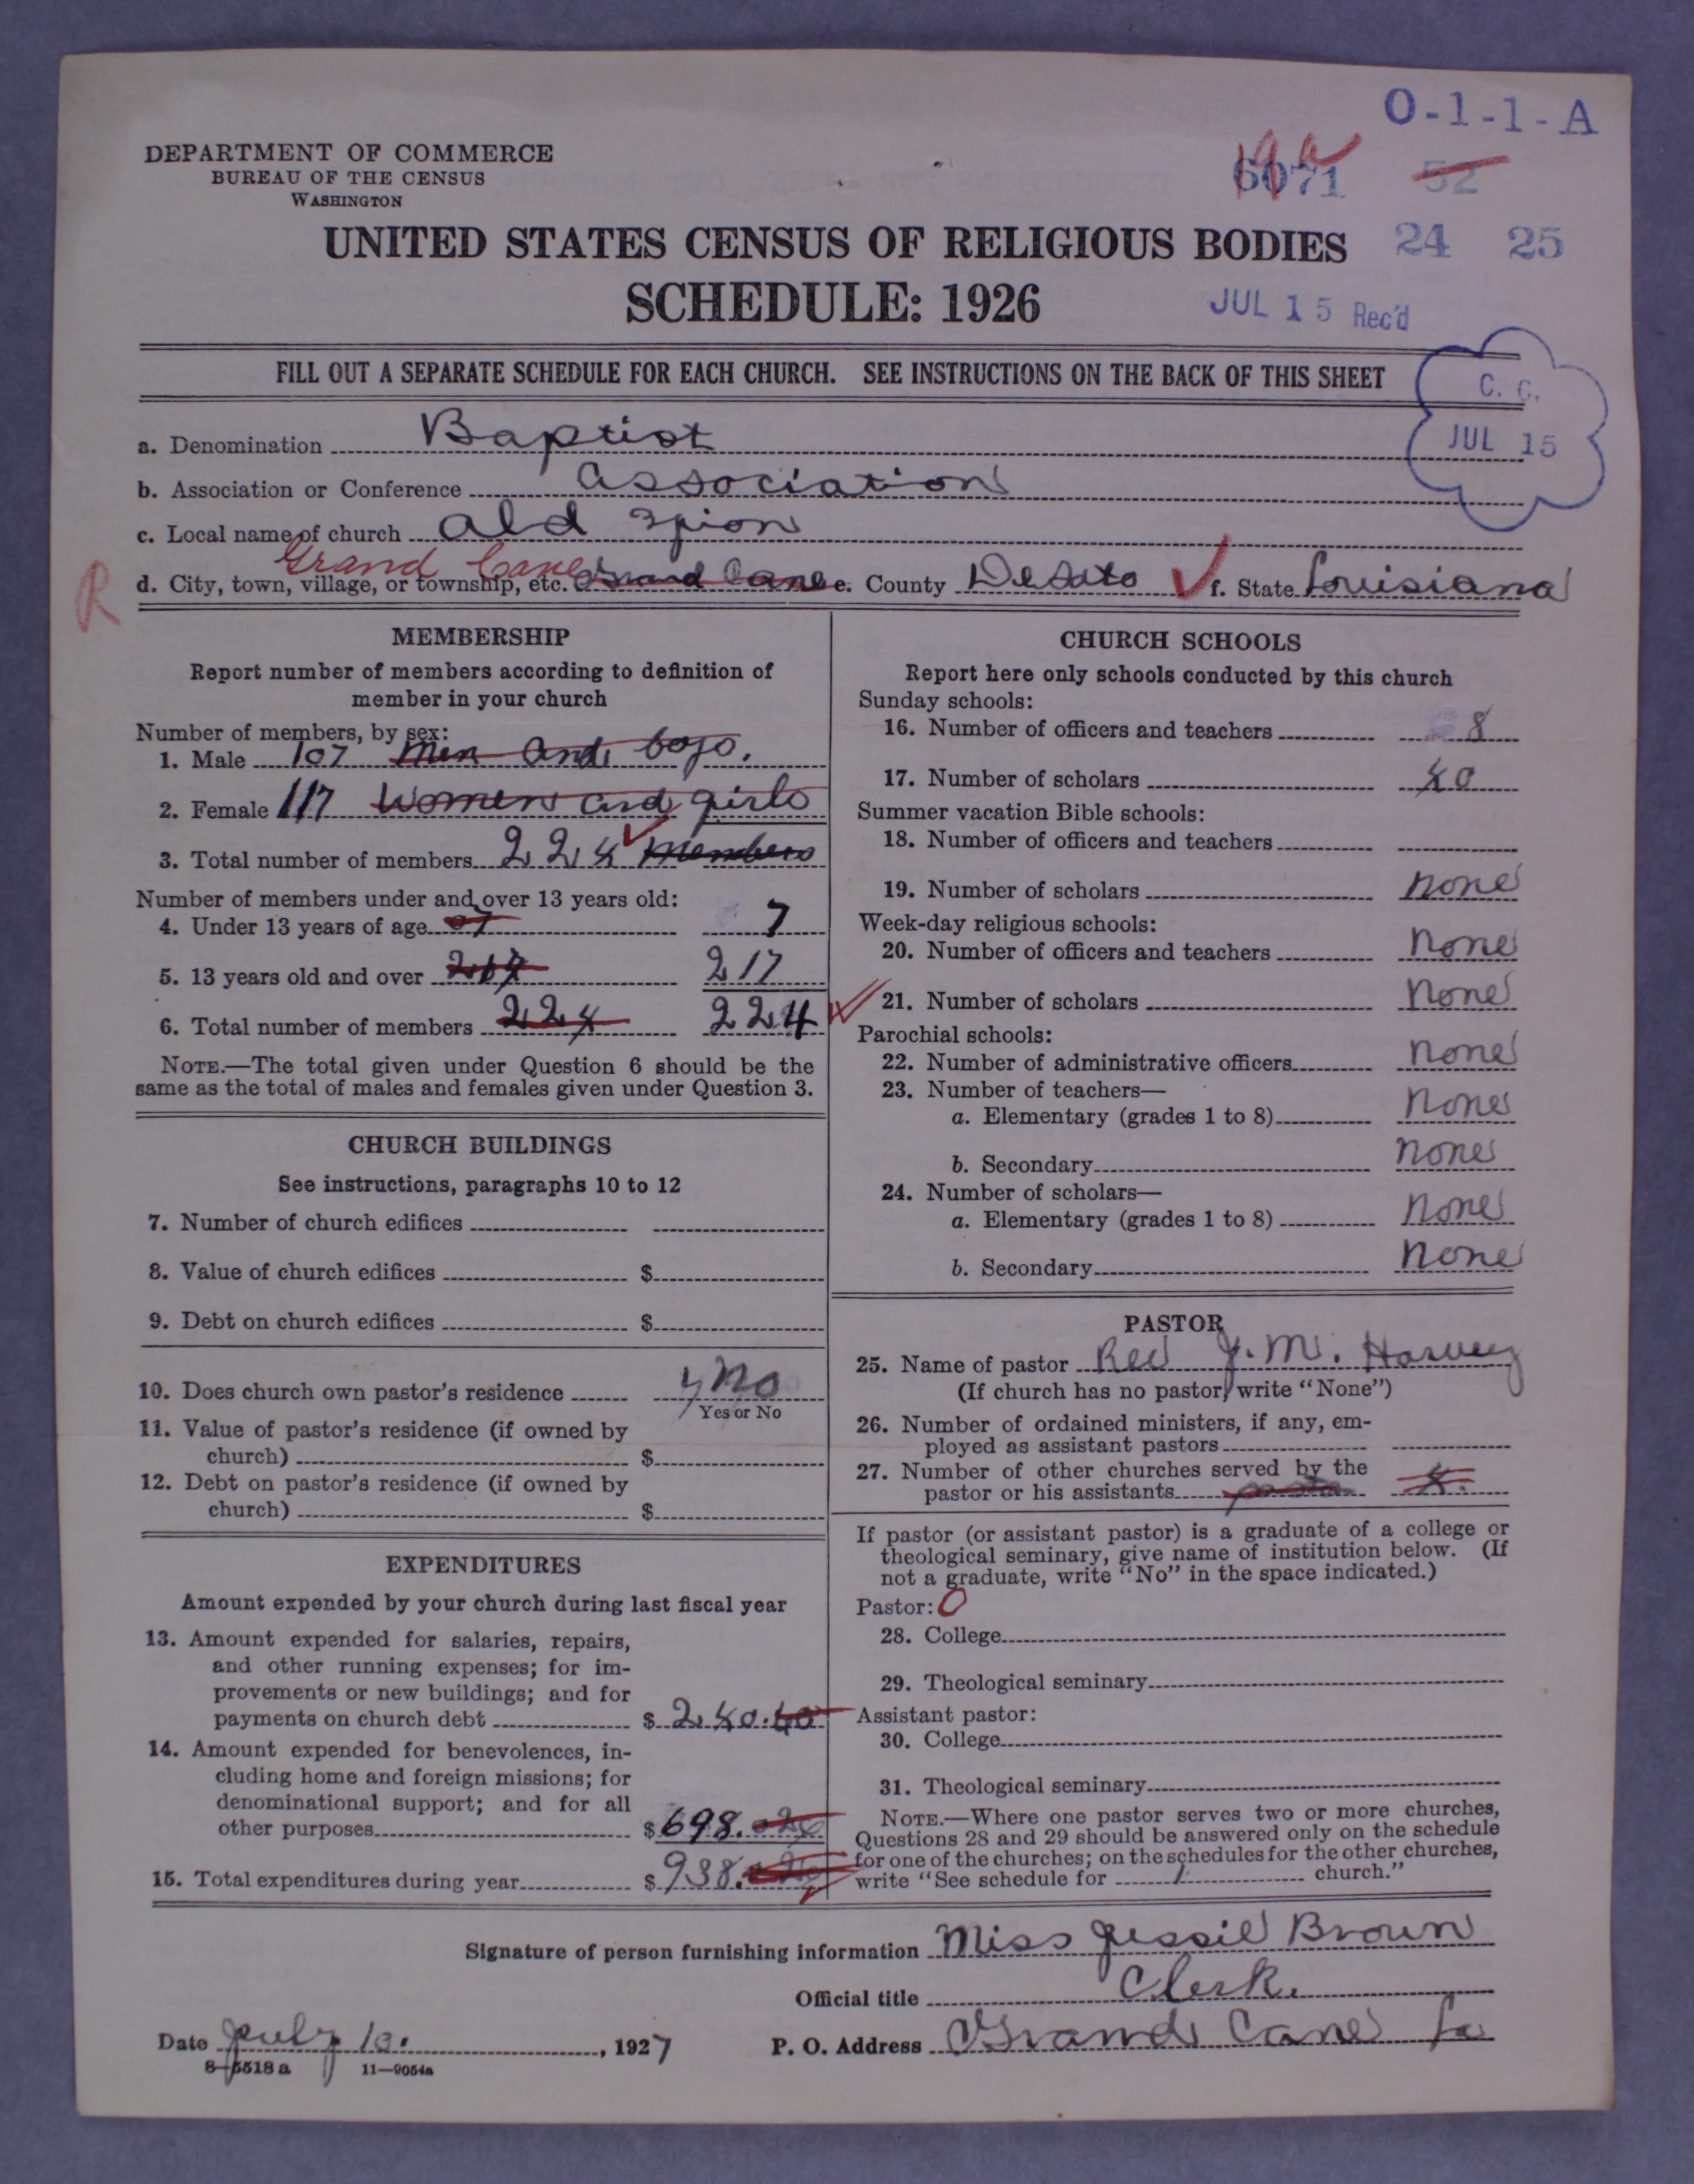 O-1-1-A
DEPARTMENT OF COMMERCE
BUREAU OF THE CENSUS
WASHINGTON
6071 52
24 25
UNITED STATES CENSUS OF RELIGIOUS BODIES
SCHEDULE: 1926
JUL 15 Rec'd
FILL OUT A SEPARATE SCHEDULE FOR EACH CHURCH. SEE INSTRUCTIONS ON THE BACK OF THIS SHEET
C. C.
JUL 15
a. Denomination Baptist
b. Association or Conference Association
c. Local name of church old zion
Grand Cane
R d. City, town, village, or township, etc. Grand Cane e. County DeSoto f. State Louisiana
MEMBERSHIP
Report number of members according to definition of
member in your church
Number of members, by sex:
1. Male 107 men and boys.
2. Female 117 Women and girls
3. Total number of members 224 Members
Number of members under and over 13 years old:
4. Under 13 years of age 07 7
5. 13 years old and over 217 217
6. Total number of members 224 224
NOTE.—The total given under Question 6 should be the
same as the total of males and females given under Question 3.
CHURCH BUILDINGS
See instructions, paragraphs 10 to 12
7. Number of church edifices
8. Value of church edifices $
9. Debt on church edifices $
10. Does church own pastor's residence No
Yes or No
11. Value of pastor's residence (if owned by
church) $
12. Debt on pastor's residence (if owned by
church) $
EXPENDITURES
Amount expended by your church during last fiscal year
13. Amount expended for salaries, repairs,
and other running expenses; for im-
provements or new buildings; and for
payments on church debt $ 240.40
14. Amount expended for benevolences, in-
cluding home and foreign missions; for
denominational support; and for all
other purposes $ 698.
15. Total expenditures during year $ 938.
CHURCH SCHOOLS
Report here only schools conducted by this church
Sunday schools:
16. Number of officers and teachers 8
17. Number of scholars 40
Summer vacation Bible schools:
18. Number of officers and teachers
19. Number of scholars none
Week-day religious schools:
20. Number of officers and teachers none
21. Number of scholars none
Parochial schools:
22. Number of administrative officers none
23. Number of teachers—
a. Elementary (grades 1 to 8) none
b. Secondary none
24. Number of scholars—
a. Elementary (grades 1 to 8) none
b. Secondary none
PASTOR
25. Name of pastor Rev J. M. Harvey
(If church has no pastor, write "None")
26. Number of ordained ministers, if any, em-
ployed as assistant pastors
27. Number of other churches served by the
pastor or his assistants 4.
If pastor (or assistant pastor) is a graduate of a college or
theological seminary, give name of institution below. (If
not a graduate, write "No" in the space indicated.)
Pastor: 0
28. College
29. Theological seminary
Assistant pastor:
30. College
31. Theological seminary
NOTE.—Where one pastor serves two or more churches,
Questions 28 and 29 should be answered only on the schedule
for one of the churches; on the schedules for the other churches,
write "See schedule for 1 church."
Signature of person furnishing information Miss Jessie Brown
Official title Clerk.
Date July 10. , 1927 P. O. Address Grand Cane La
8-5518 a 11-9054a